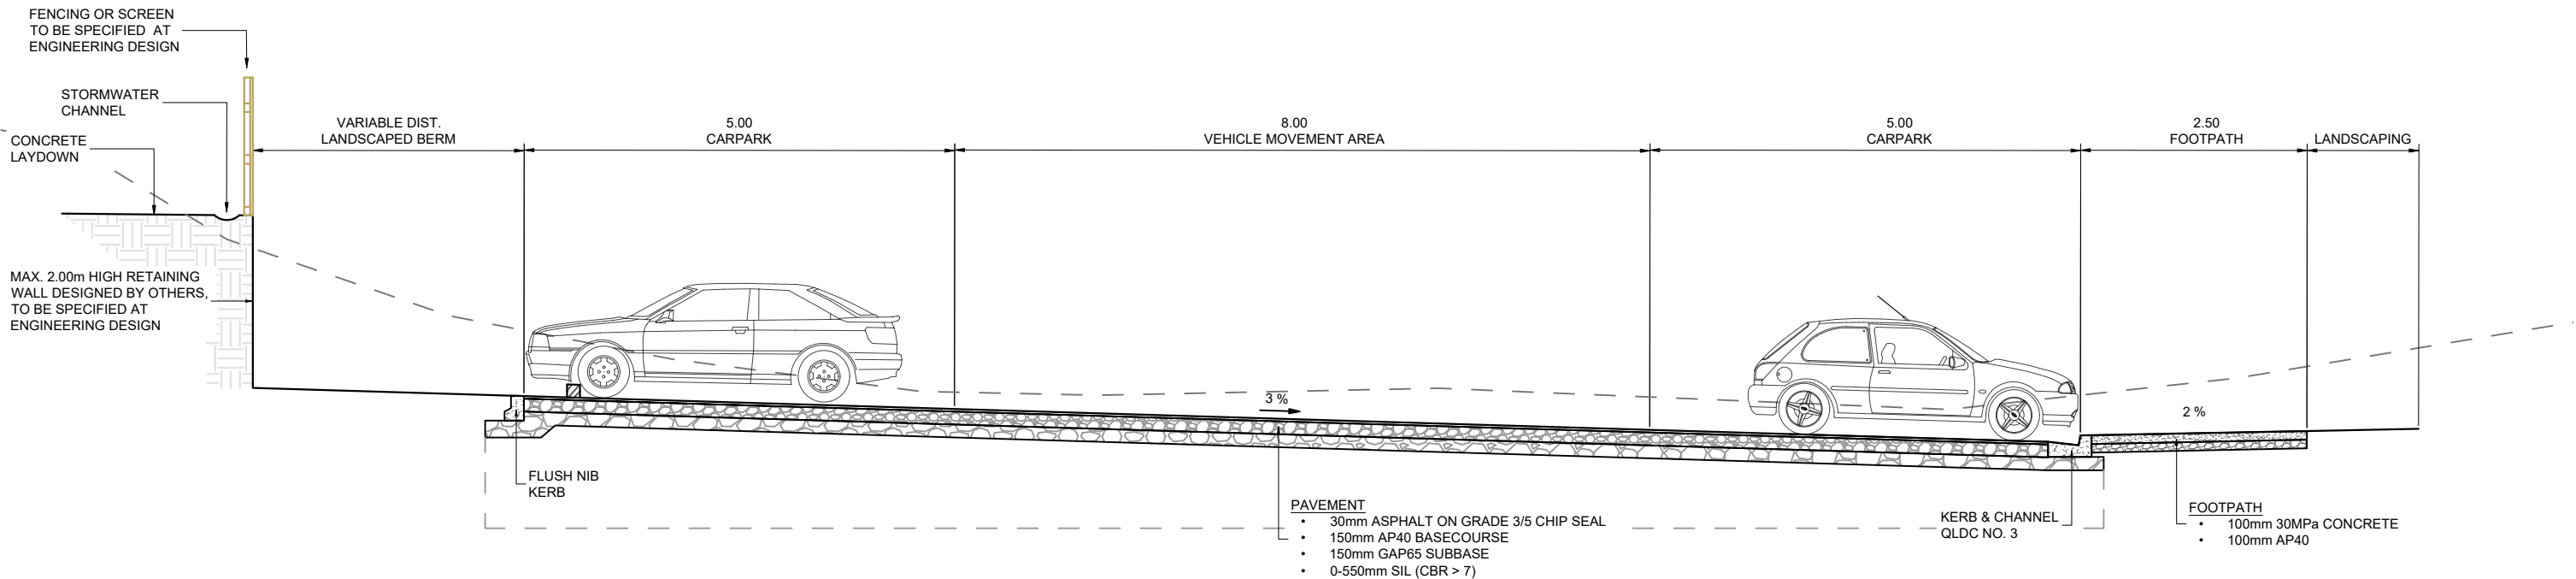 FENCING OR SCREEN
TO BE SPECIFIED AT
ENGINEERING DESIGN
STORMWATER
CHANNEL
CONCRETE
LAYDOWN
MAX. 2.00m HIGH RETAINING
WALL DESIGNED BY OTHERS,
TO BE SPECIFIED AT
ENGINEERING DESIGN
VARIABLE DIST.
LANDSCAPED BERM
5.00
CARPARK
8.00
VEHICLE MOVEMENT AREA
5.00
CARPARK
2.50
FOOTPATH
LANDSCAPING
3 %
2 %
FLUSH NIB
KERB
PAVEMENT
• 30mm ASPHALT ON GRADE 3/5 CHIP SEAL
• 150mm AP40 BASECOURSE
• 150mm GAP65 SUBBASE
• 0-550mm SIL (CBR > 7)
KERB & CHANNEL
QLDC NO. 3
FOOTPATH
• 100mm 30MPa CONCRETE
• 100mm AP40